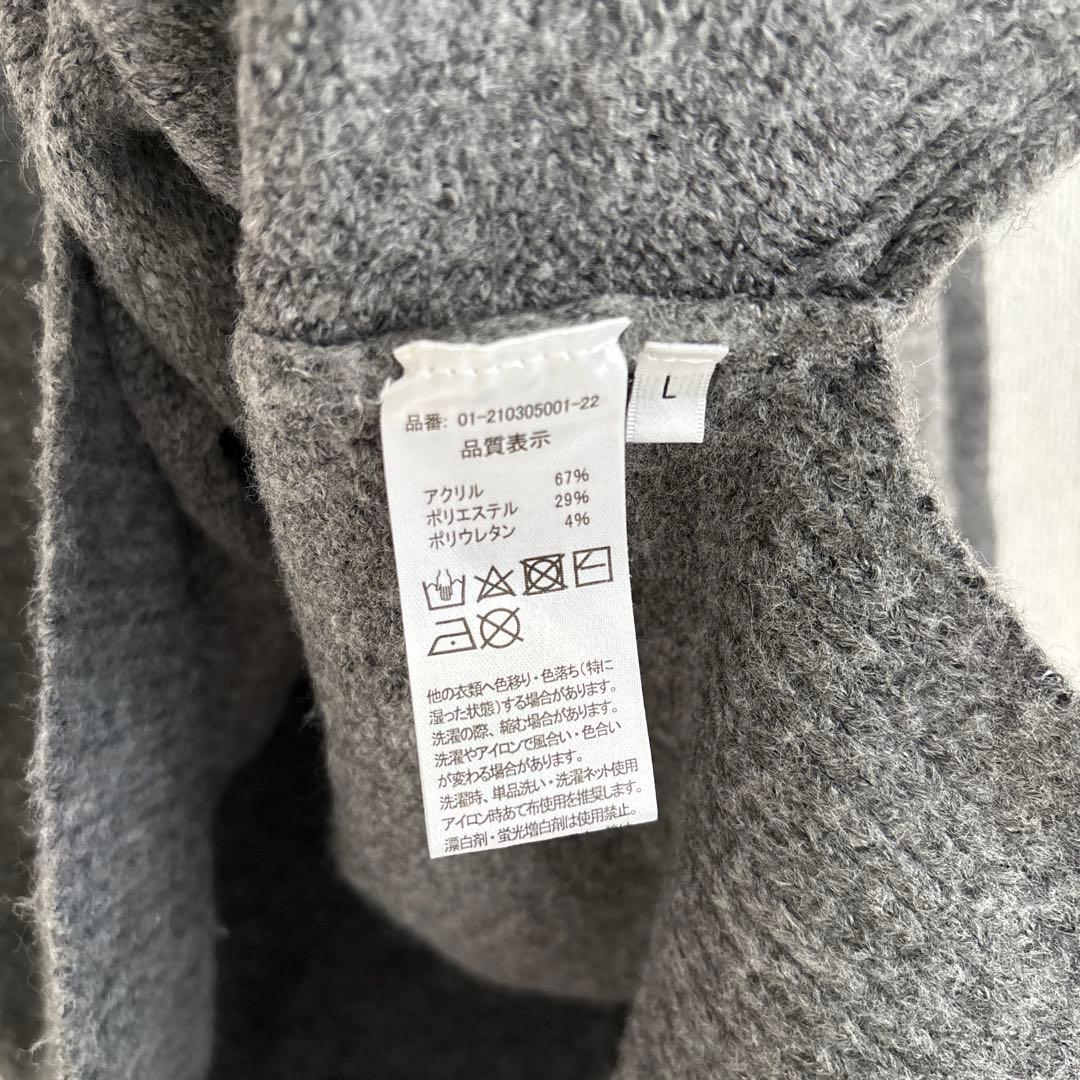 品番: 01-210305001-22
L
品質表示
アクリル 67%
ポリエステル 29%
ポリウレタン 4%
他の衣類へ色移り・色落ち(特に
湿った状態)する場合があります。
洗濯の際、縮む場合があります。
洗濯やアイロンで風合い・色合い
が変わる場合があります。
洗濯時、単品洗い・洗濯ネット使用
アイロン時あて布使用を推奨します。
漂白剤・蛍光増白剤は使用禁止。